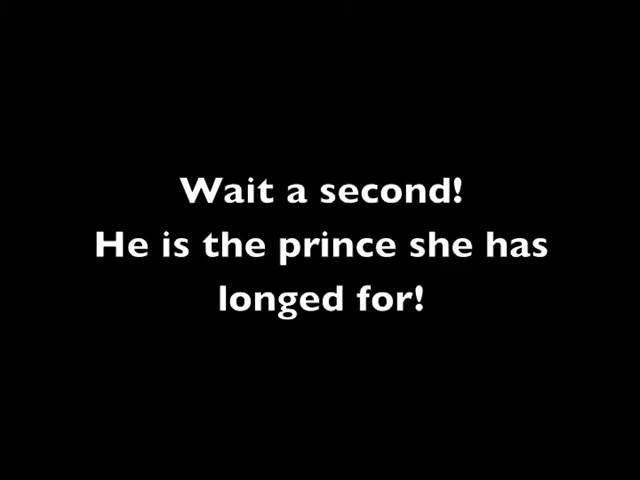 Wait a second!
He is the prince she has
longed for!